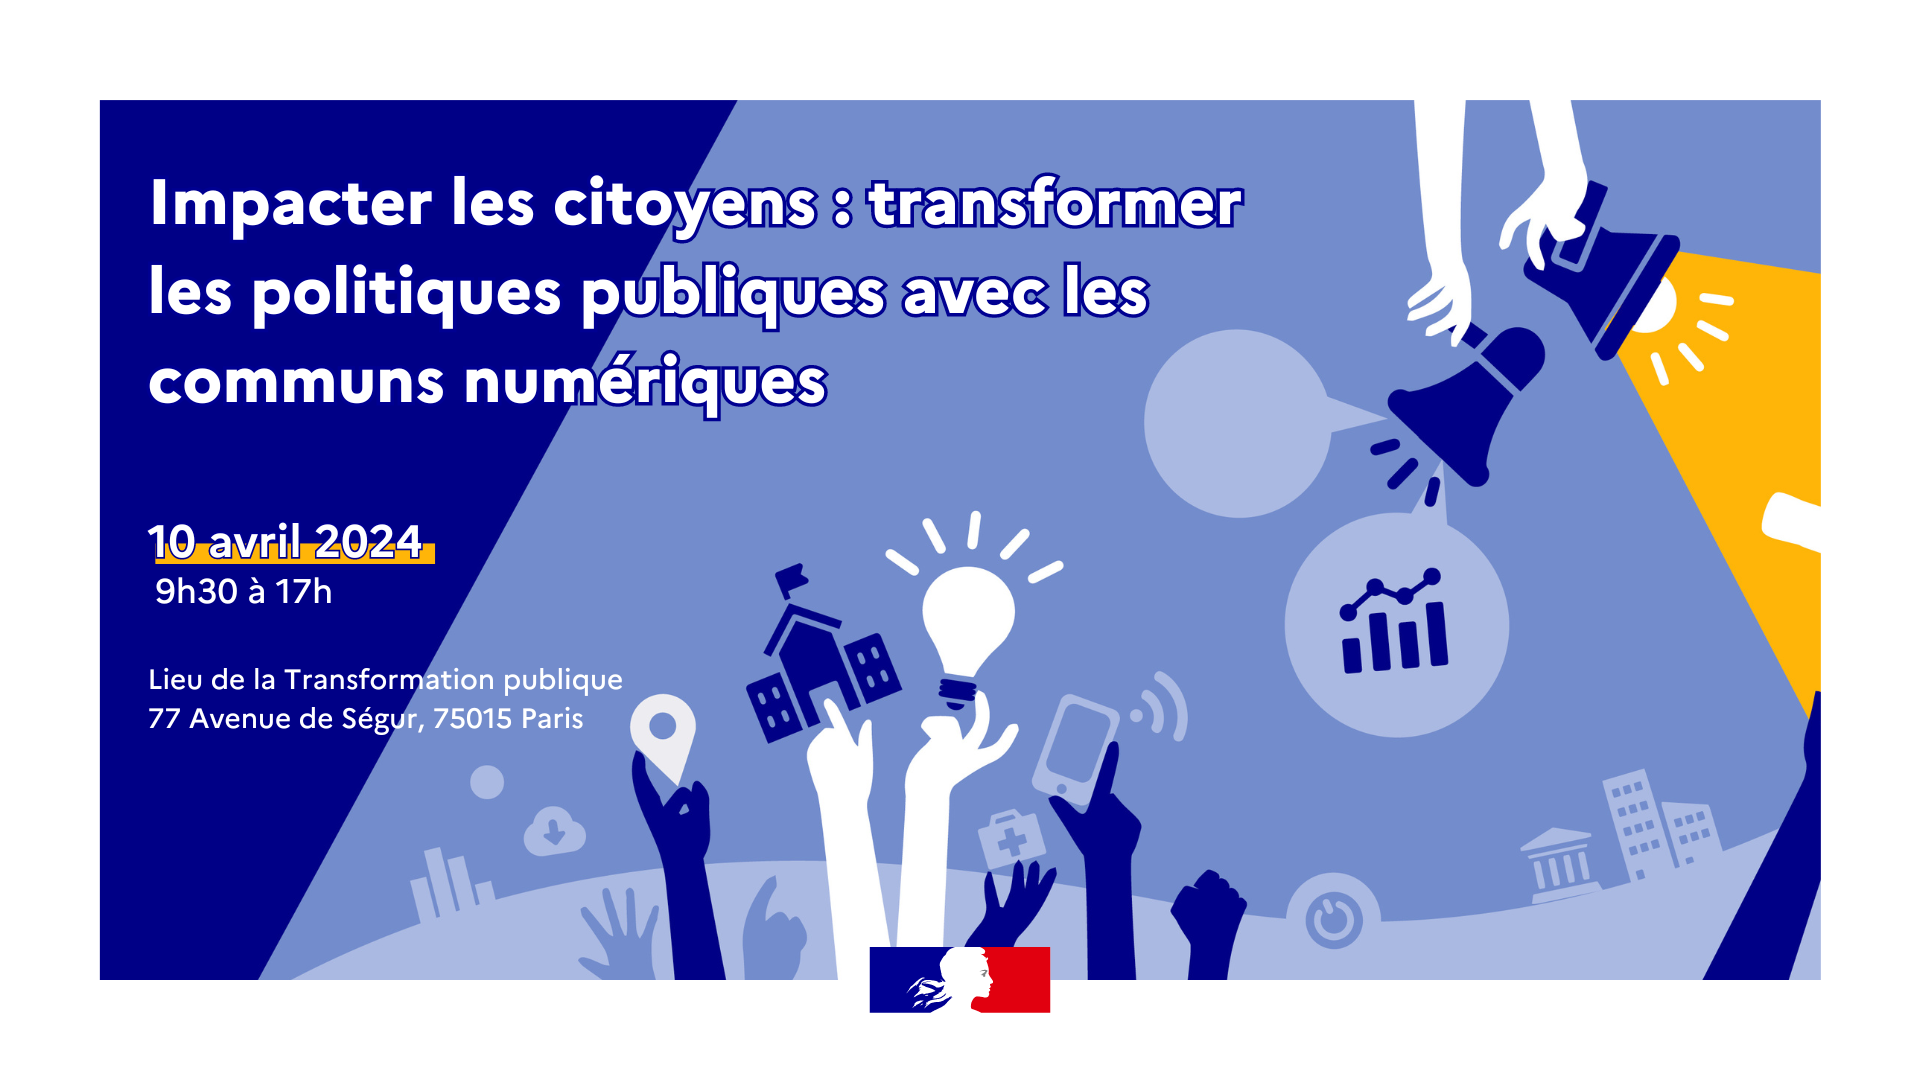 Impacter les citoyens : transformer
les politiques publiques avec les
communs numériques
10 avril 2024
9h30 à 17h
Lieu de la Transformation publique
77 Avenue de Ségur, 75015 Paris